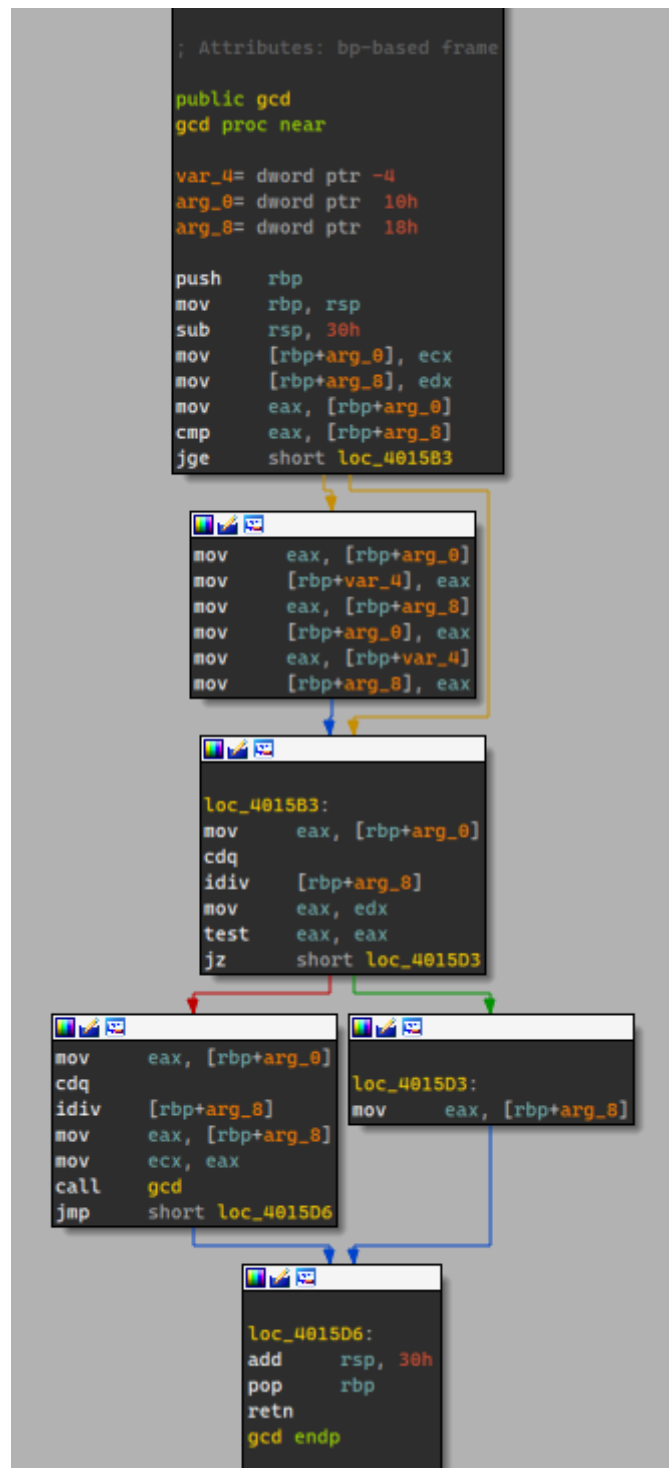 ; Attributes: bp-based frame
public gcd
gcd proc near
var_4= dword ptr -4
arg_0= dword ptr  10h
arg_8= dword ptr  18h
push    rbp
mov     rbp, rsp
sub     rsp, 30h
mov     [rbp+arg_0], ecx
mov     [rbp+arg_8], edx
mov     eax, [rbp+arg_0]
cmp     eax, [rbp+arg_8]
jge     short loc_4015B3
mov     eax, [rbp+arg_0]
mov     [rbp+var_4], eax
mov     eax, [rbp+arg_8]
mov     [rbp+arg_0], eax
mov     eax, [rbp+var_4]
mov     [rbp+arg_8], eax
loc_4015B3:
mov     eax, [rbp+arg_0]
cdq
idiv    [rbp+arg_8]
mov     eax, edx
test    eax, eax
jz      short loc_4015D3
mov     eax, [rbp+arg_0]
cdq
idiv    [rbp+arg_8]
mov     eax, [rbp+arg_8]
mov     ecx, eax
call    gcd
jmp     short loc_4015D6
loc_4015D3:
mov     eax, [rbp+arg_8]
loc_4015D6:
add     rsp, 30h
pop     rbp
retn
gcd endp